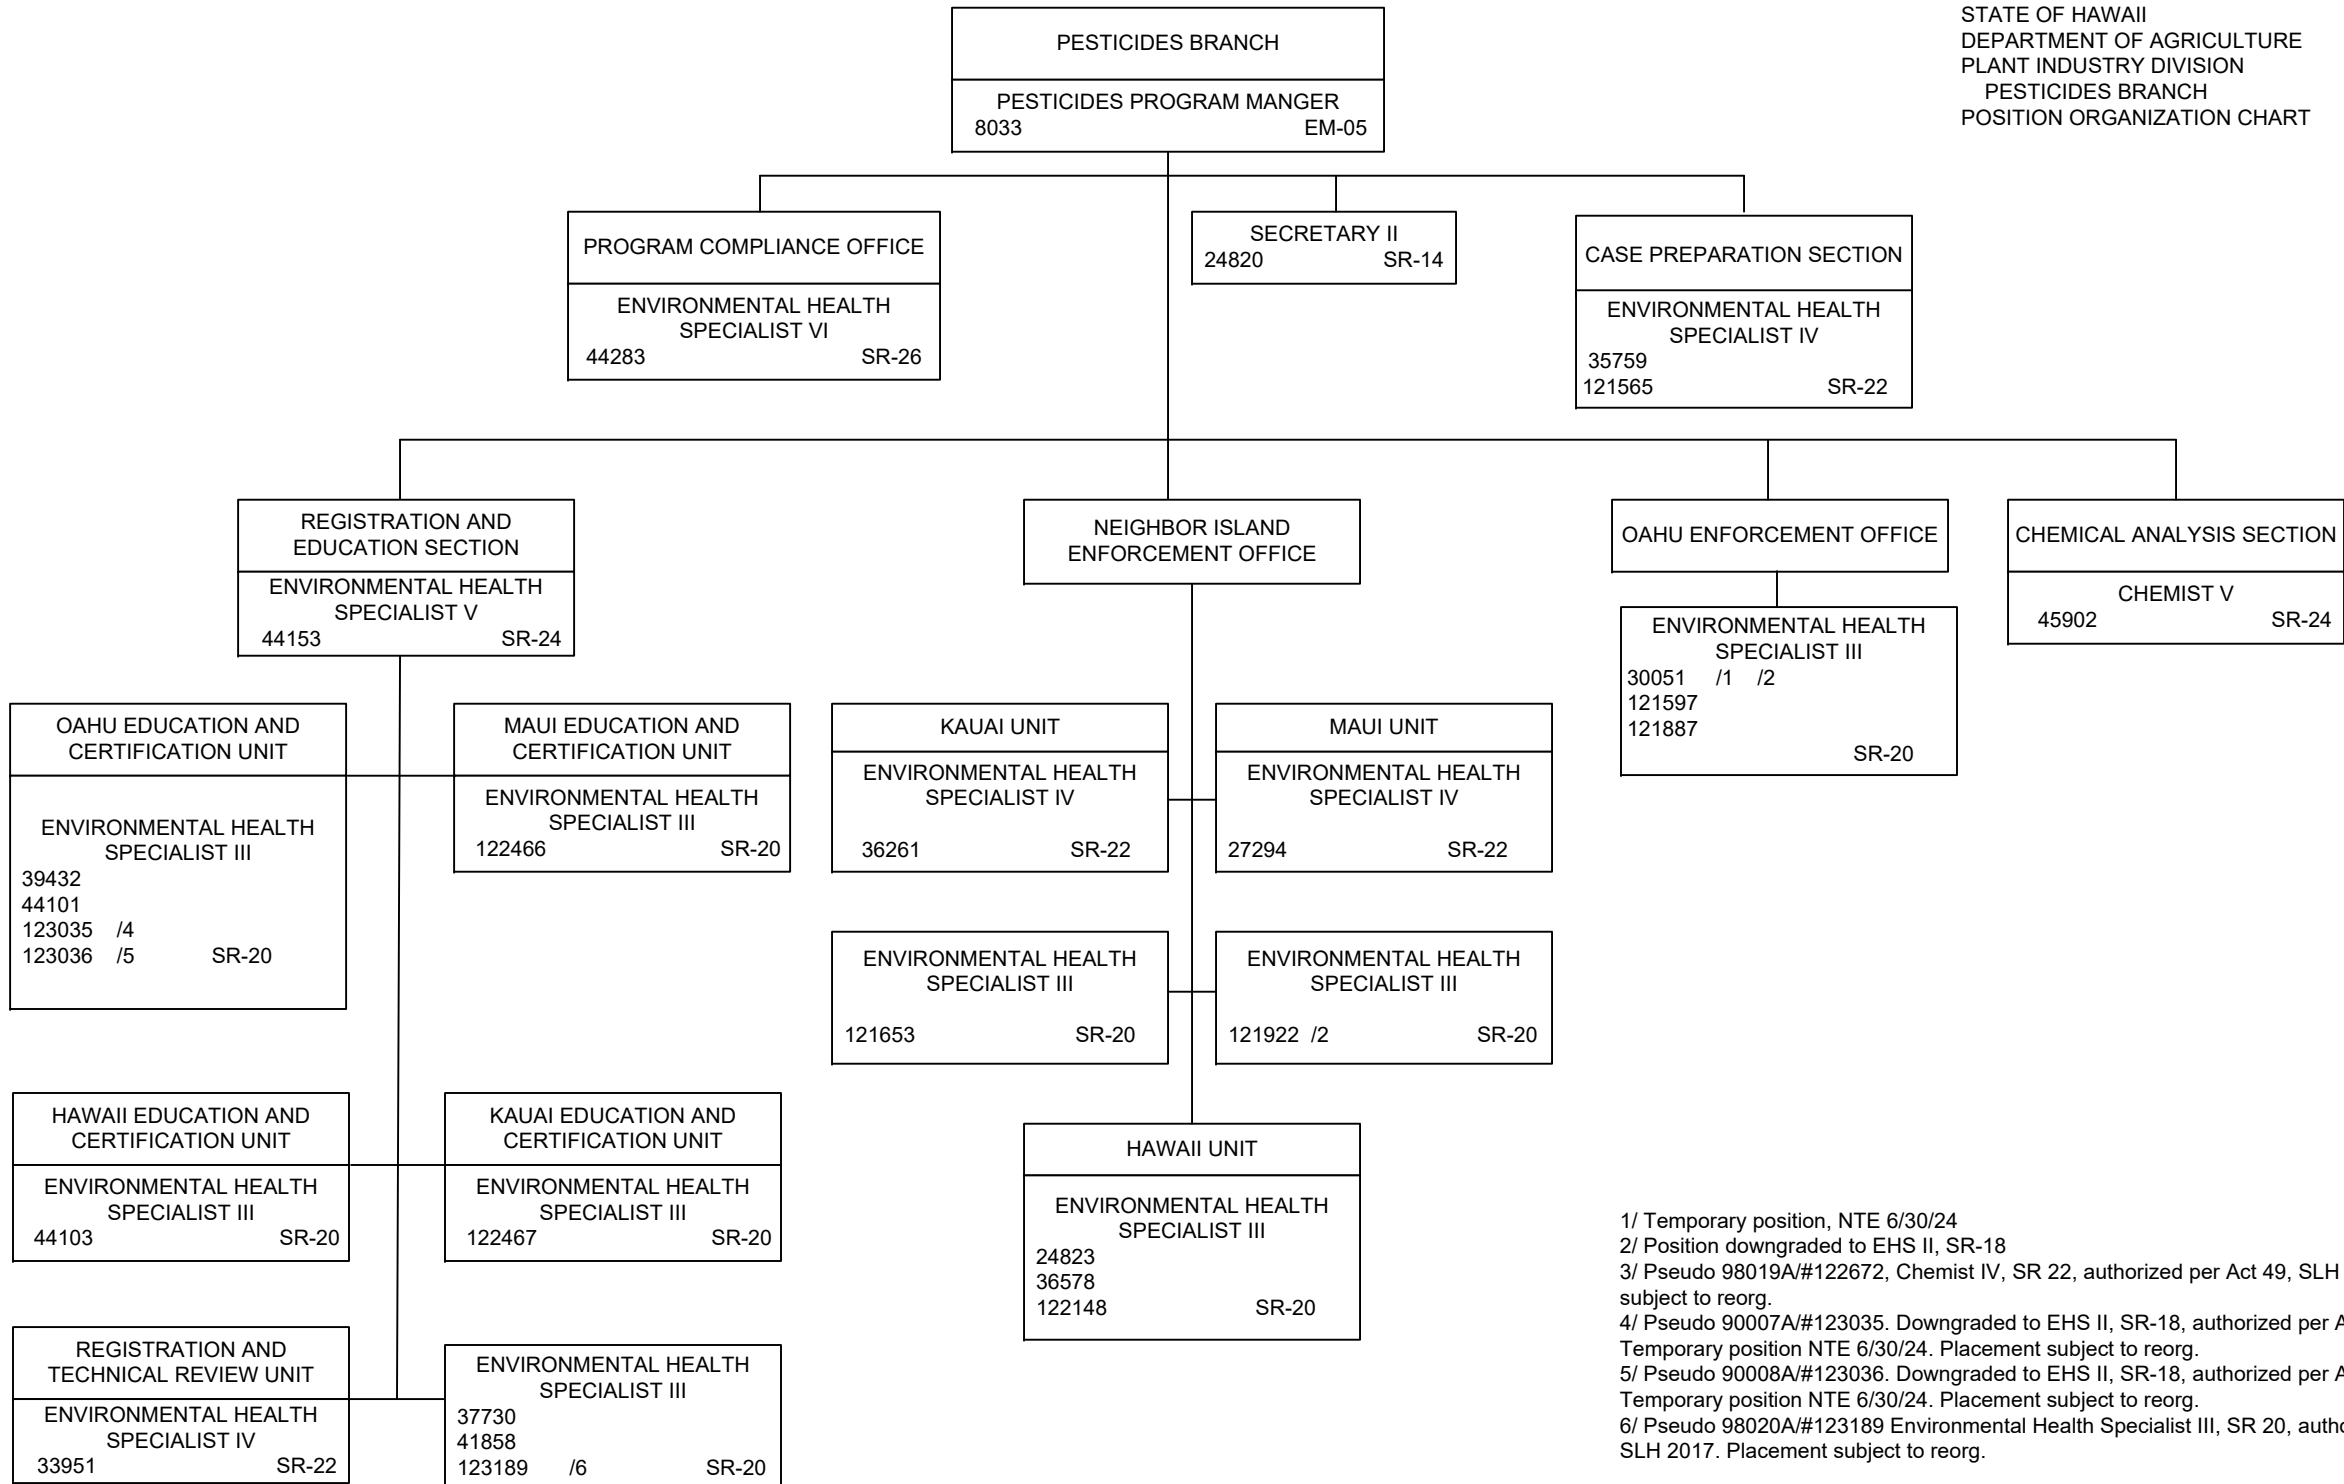 STATE OF HAWAII
DEPARTMENT OF AGRICULTURE
PLANT INDUSTRY DIVISION
PESTICIDES BRANCH
POSITION ORGANIZATION CHART
PESTICIDES BRANCH
PESTICIDES PROGRAM MANGER
8033 EM-05
PROGRAM COMPLIANCE OFFICE
ENVIRONMENTAL HEALTH
SPECIALIST VI
44283 SR-26
SECRETARY II
24820 SR-14
CASE PREPARATION SECTION
ENVIRONMENTAL HEALTH
SPECIALIST IV
35759
121565 SR-22
REGISTRATION AND
EDUCATION SECTION
ENVIRONMENTAL HEALTH
SPECIALIST V
44153 SR-24
NEIGHBOR ISLAND
ENFORCEMENT OFFICE
OAHU ENFORCEMENT OFFICE
ENVIRONMENTAL HEALTH
SPECIALIST III
30051 /1 /2
121597
121887
SR-20
CHEMICAL ANALYSIS SECTION
CHEMIST V
45902 SR-24
OAHU EDUCATION AND
CERTIFICATION UNIT
ENVIRONMENTAL HEALTH
SPECIALIST III
39432
44101
123035 /4
123036 /5 SR-20
MAUI EDUCATION AND
CERTIFICATION UNIT
ENVIRONMENTAL HEALTH
SPECIALIST III
122466 SR-20
KAUAI UNIT
ENVIRONMENTAL HEALTH
SPECIALIST IV
36261 SR-22
MAUI UNIT
ENVIRONMENTAL HEALTH
SPECIALIST IV
27294 SR-22
ENVIRONMENTAL HEALTH
SPECIALIST III
121653 SR-20
ENVIRONMENTAL HEALTH
SPECIALIST III
121922 /2 SR-20
HAWAII EDUCATION AND
CERTIFICATION UNIT
ENVIRONMENTAL HEALTH
SPECIALIST III
44103 SR-20
KAUAI EDUCATION AND
CERTIFICATION UNIT
ENVIRONMENTAL HEALTH
SPECIALIST III
122467 SR-20
HAWAII UNIT
ENVIRONMENTAL HEALTH
SPECIALIST III
24823
36578
122148 SR-20
REGISTRATION AND
TECHNICAL REVIEW UNIT
ENVIRONMENTAL HEALTH
SPECIALIST IV
33951 SR-22
ENVIRONMENTAL HEALTH
SPECIALIST III
37730
41858
123189 /6 SR-20
1/ Temporary position, NTE 6/30/24
2/ Position downgraded to EHS II, SR-18
3/ Pseudo 98019A/#122672, Chemist IV, SR 22, authorized per Act 49, SLH
subject to reorg.
4/ Pseudo 90007A/#123035. Downgraded to EHS II, SR-18, authorized per
Temporary position NTE 6/30/24. Placement subject to reorg.
5/ Pseudo 90008A/#123036. Downgraded to EHS II, SR-18, authorized per
Temporary position NTE 6/30/24. Placement subject to reorg.
6/ Pseudo 98020A/#123189 Environmental Health Specialist III, SR 20,
SLH 2017. Placement subject to reorg.